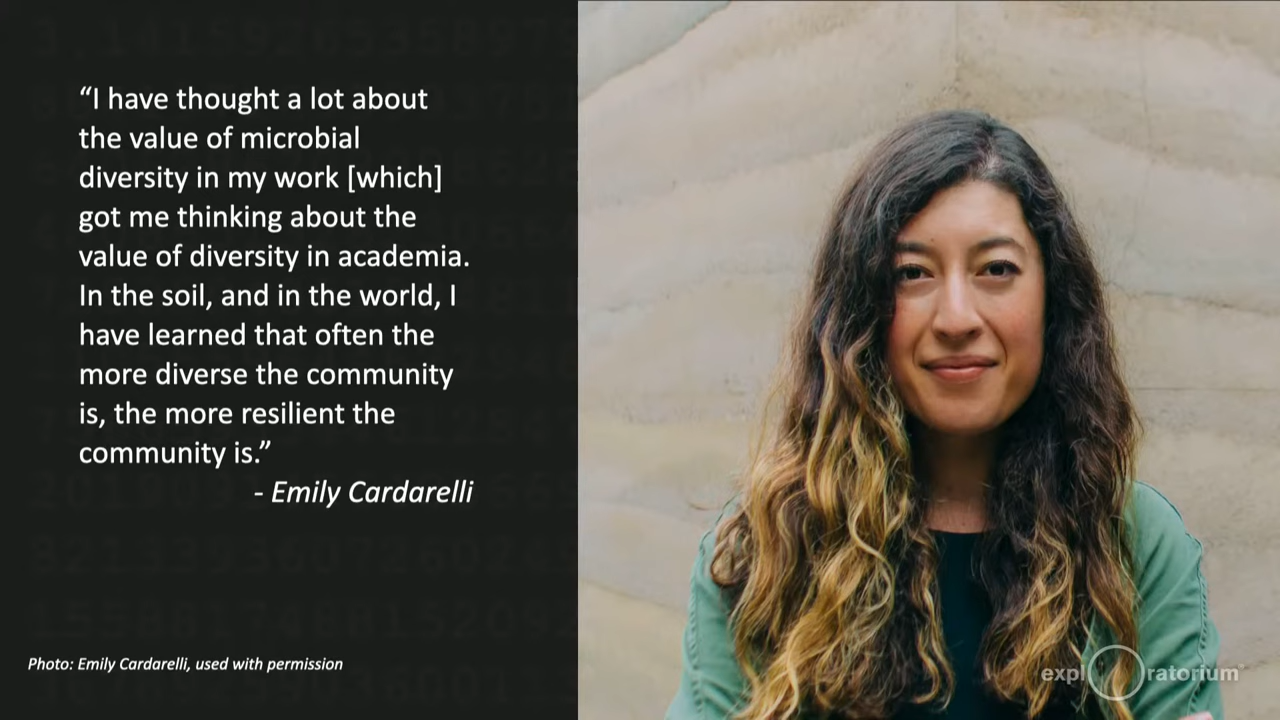 “I have thought a lot about
the value of microbial
diversity in my work [which]
got me thinking about the
value of diversity in academia.
In the soil, and in the world, I
have learned that often the
more diverse the community
is, the more resilient the
community is.”
- Emily Cardarelli
Photo: Emily Cardarelli, used with permission
exploratorium